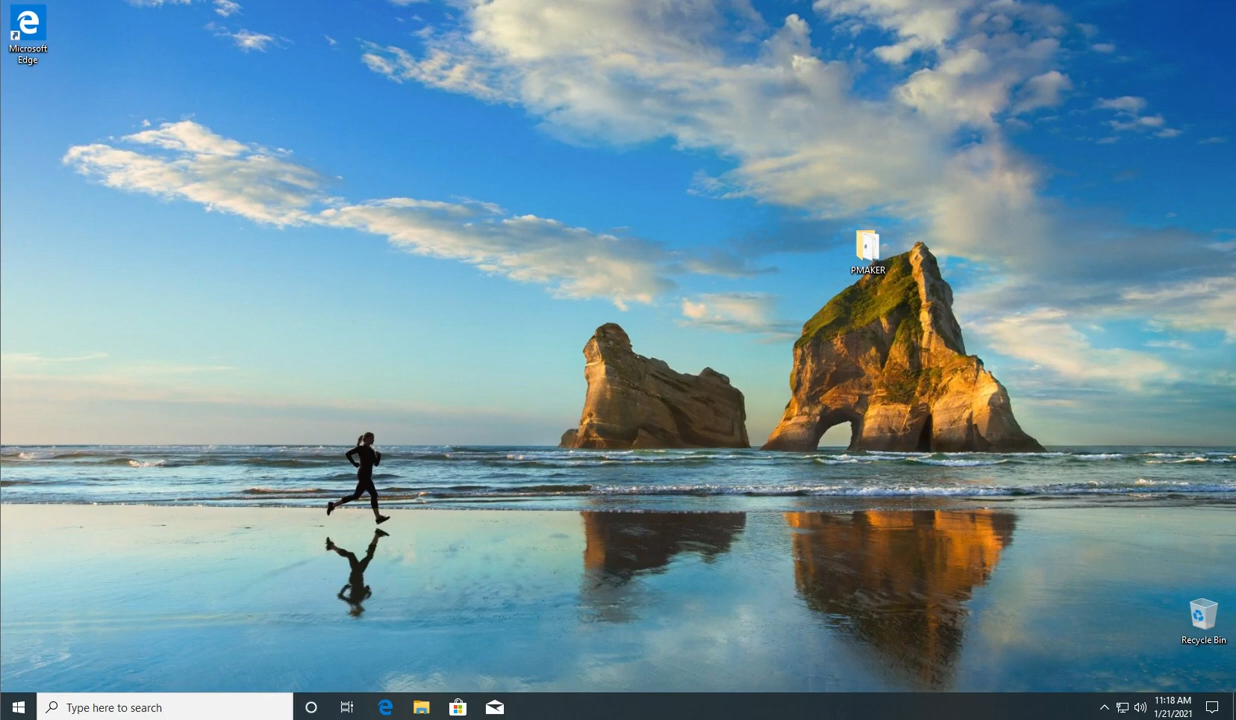 Microsoft
Edge
PMAKER
Recycle Bin
Type here to search
11:18 AM
1/21/2021